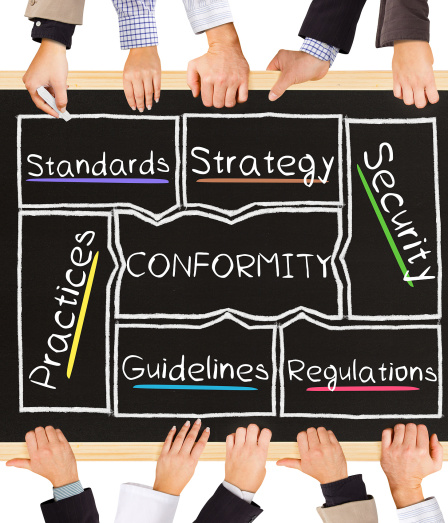 Standards
Strategy
Security
Practices
CONFORMITY
Guidelines
Regulations